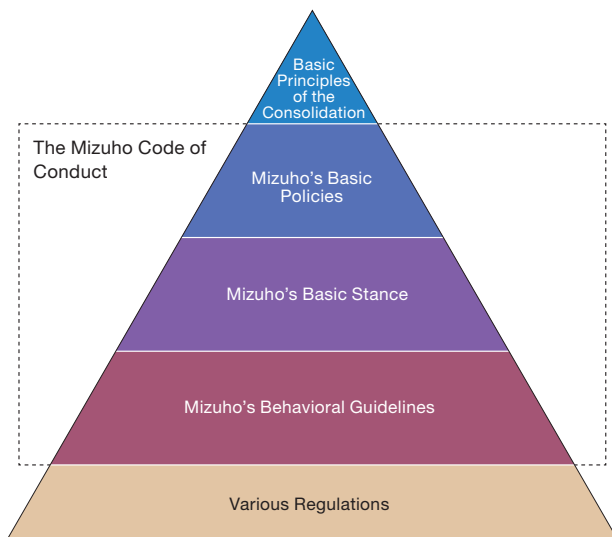 Basic
Principles
of the
Consolidation
The Mizuho Code of
Conduct
Mizuho’s Basic
Policies
Mizuho’s Basic Stance
Mizuho’s Behavioral Guidelines
Various Regulations